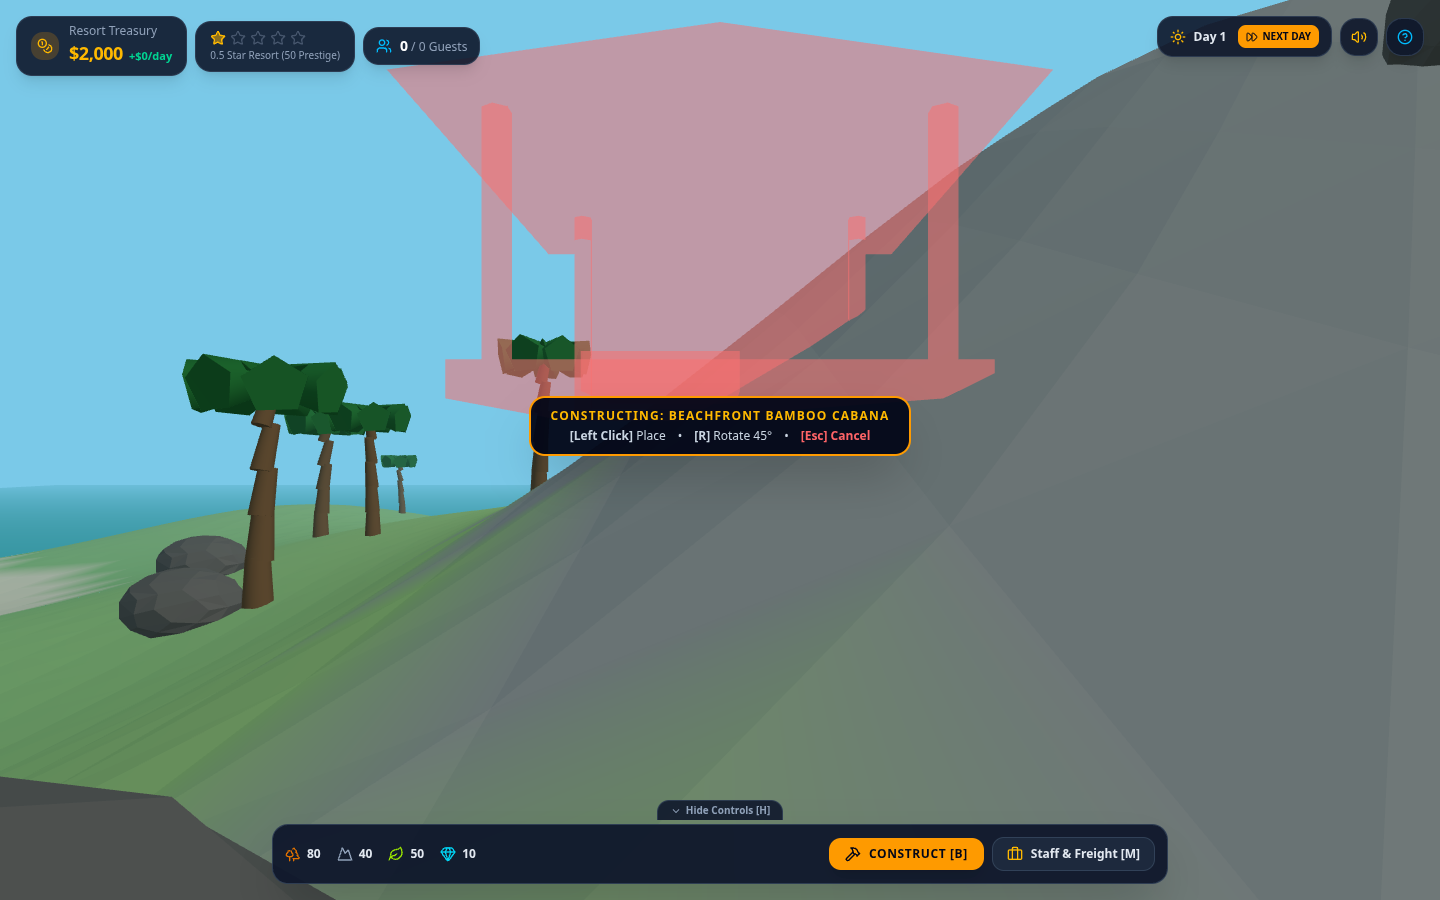 Resort Treasury
$2,000 +$0/day
0.5 Star Resort (50 Prestige)
0 / 0 Guests
Day 1
NEXT DAY
CONSTRUCTING: BEACHFRONT BAMBOO CABANA
[Left Click] Place • [R] Rotate 45° • [Esc] Cancel
Hide Controls [H]
80
40
50
10
CONSTRUCT [B]
Staff & Freight [M]